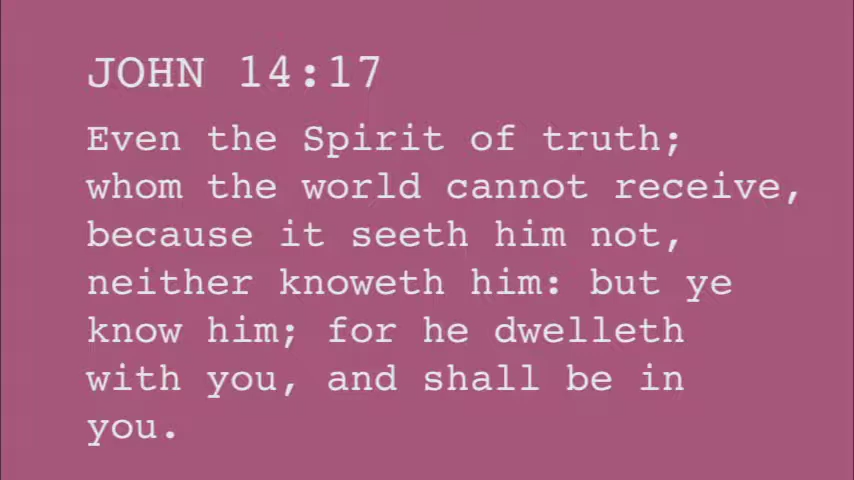 JOHN 14:17
Even the Spirit of truth;
whom the world cannot receive,
because it seeth him not,
neither knoweth him: but ye
know him; for he dwelleth
with you, and shall be in
you.